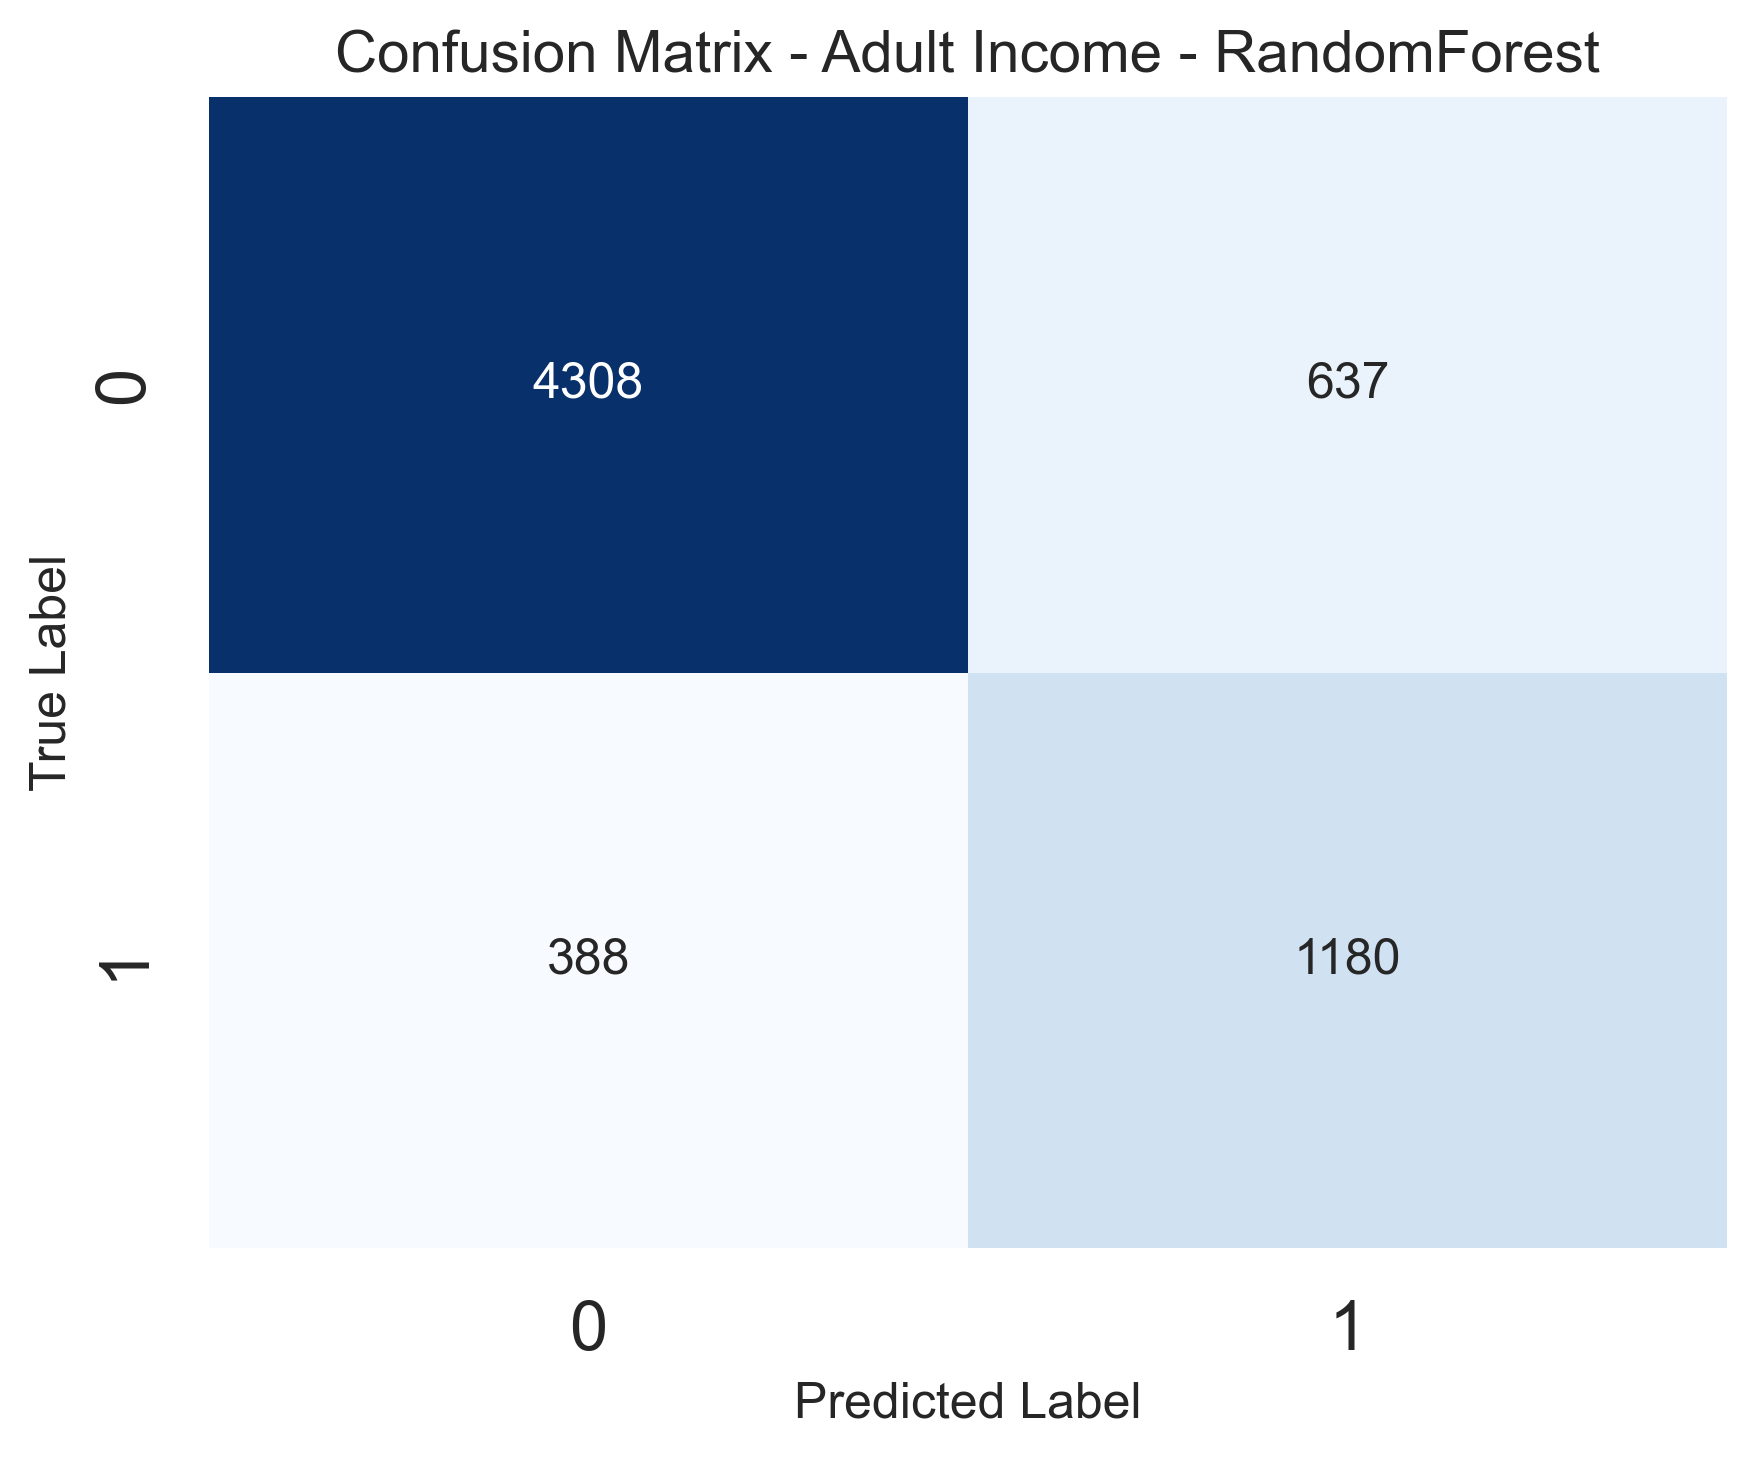 Confusion Matrix - Adult Income - RandomForest
True Label
0
4308
637
1
388
1180
0
1
Predicted Label